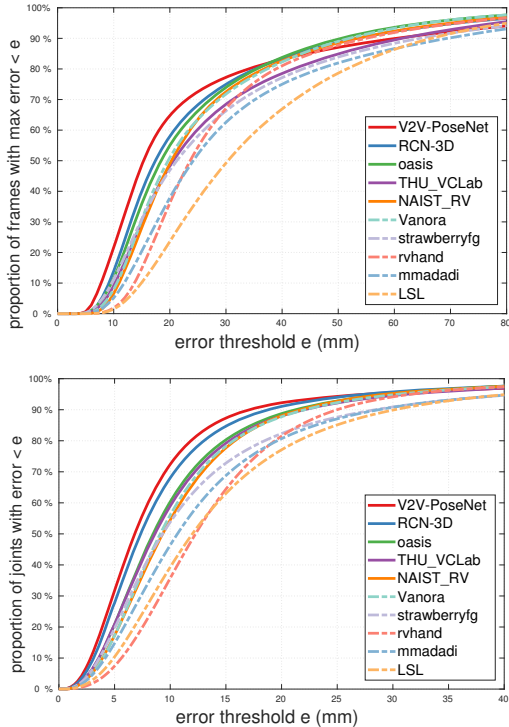 100%
90 %
80 %
70 %
60 %
50 %
40 %
30 %
20 %
10 %
0 %
proportion of frames with max error < e
V2V-PoseNet
RCN-3D
oasis
THU_VCLab
NAIST_RV
Vanora
strawberryfg
rvhand
mmadadi
LSL
0 10 20 30 40 50 60 70 80
error threshold e (mm)
100%
90 %
80 %
70 %
60 %
50 %
40 %
30 %
20 %
10 %
0 %
proportion of joints with error < e
V2V-PoseNet
RCN-3D
oasis
THU_VCLab
NAIST_RV
Vanora
strawberryfg
rvhand
mmadadi
LSL
0 5 10 15 20 25 30 35 40
error threshold e (mm)